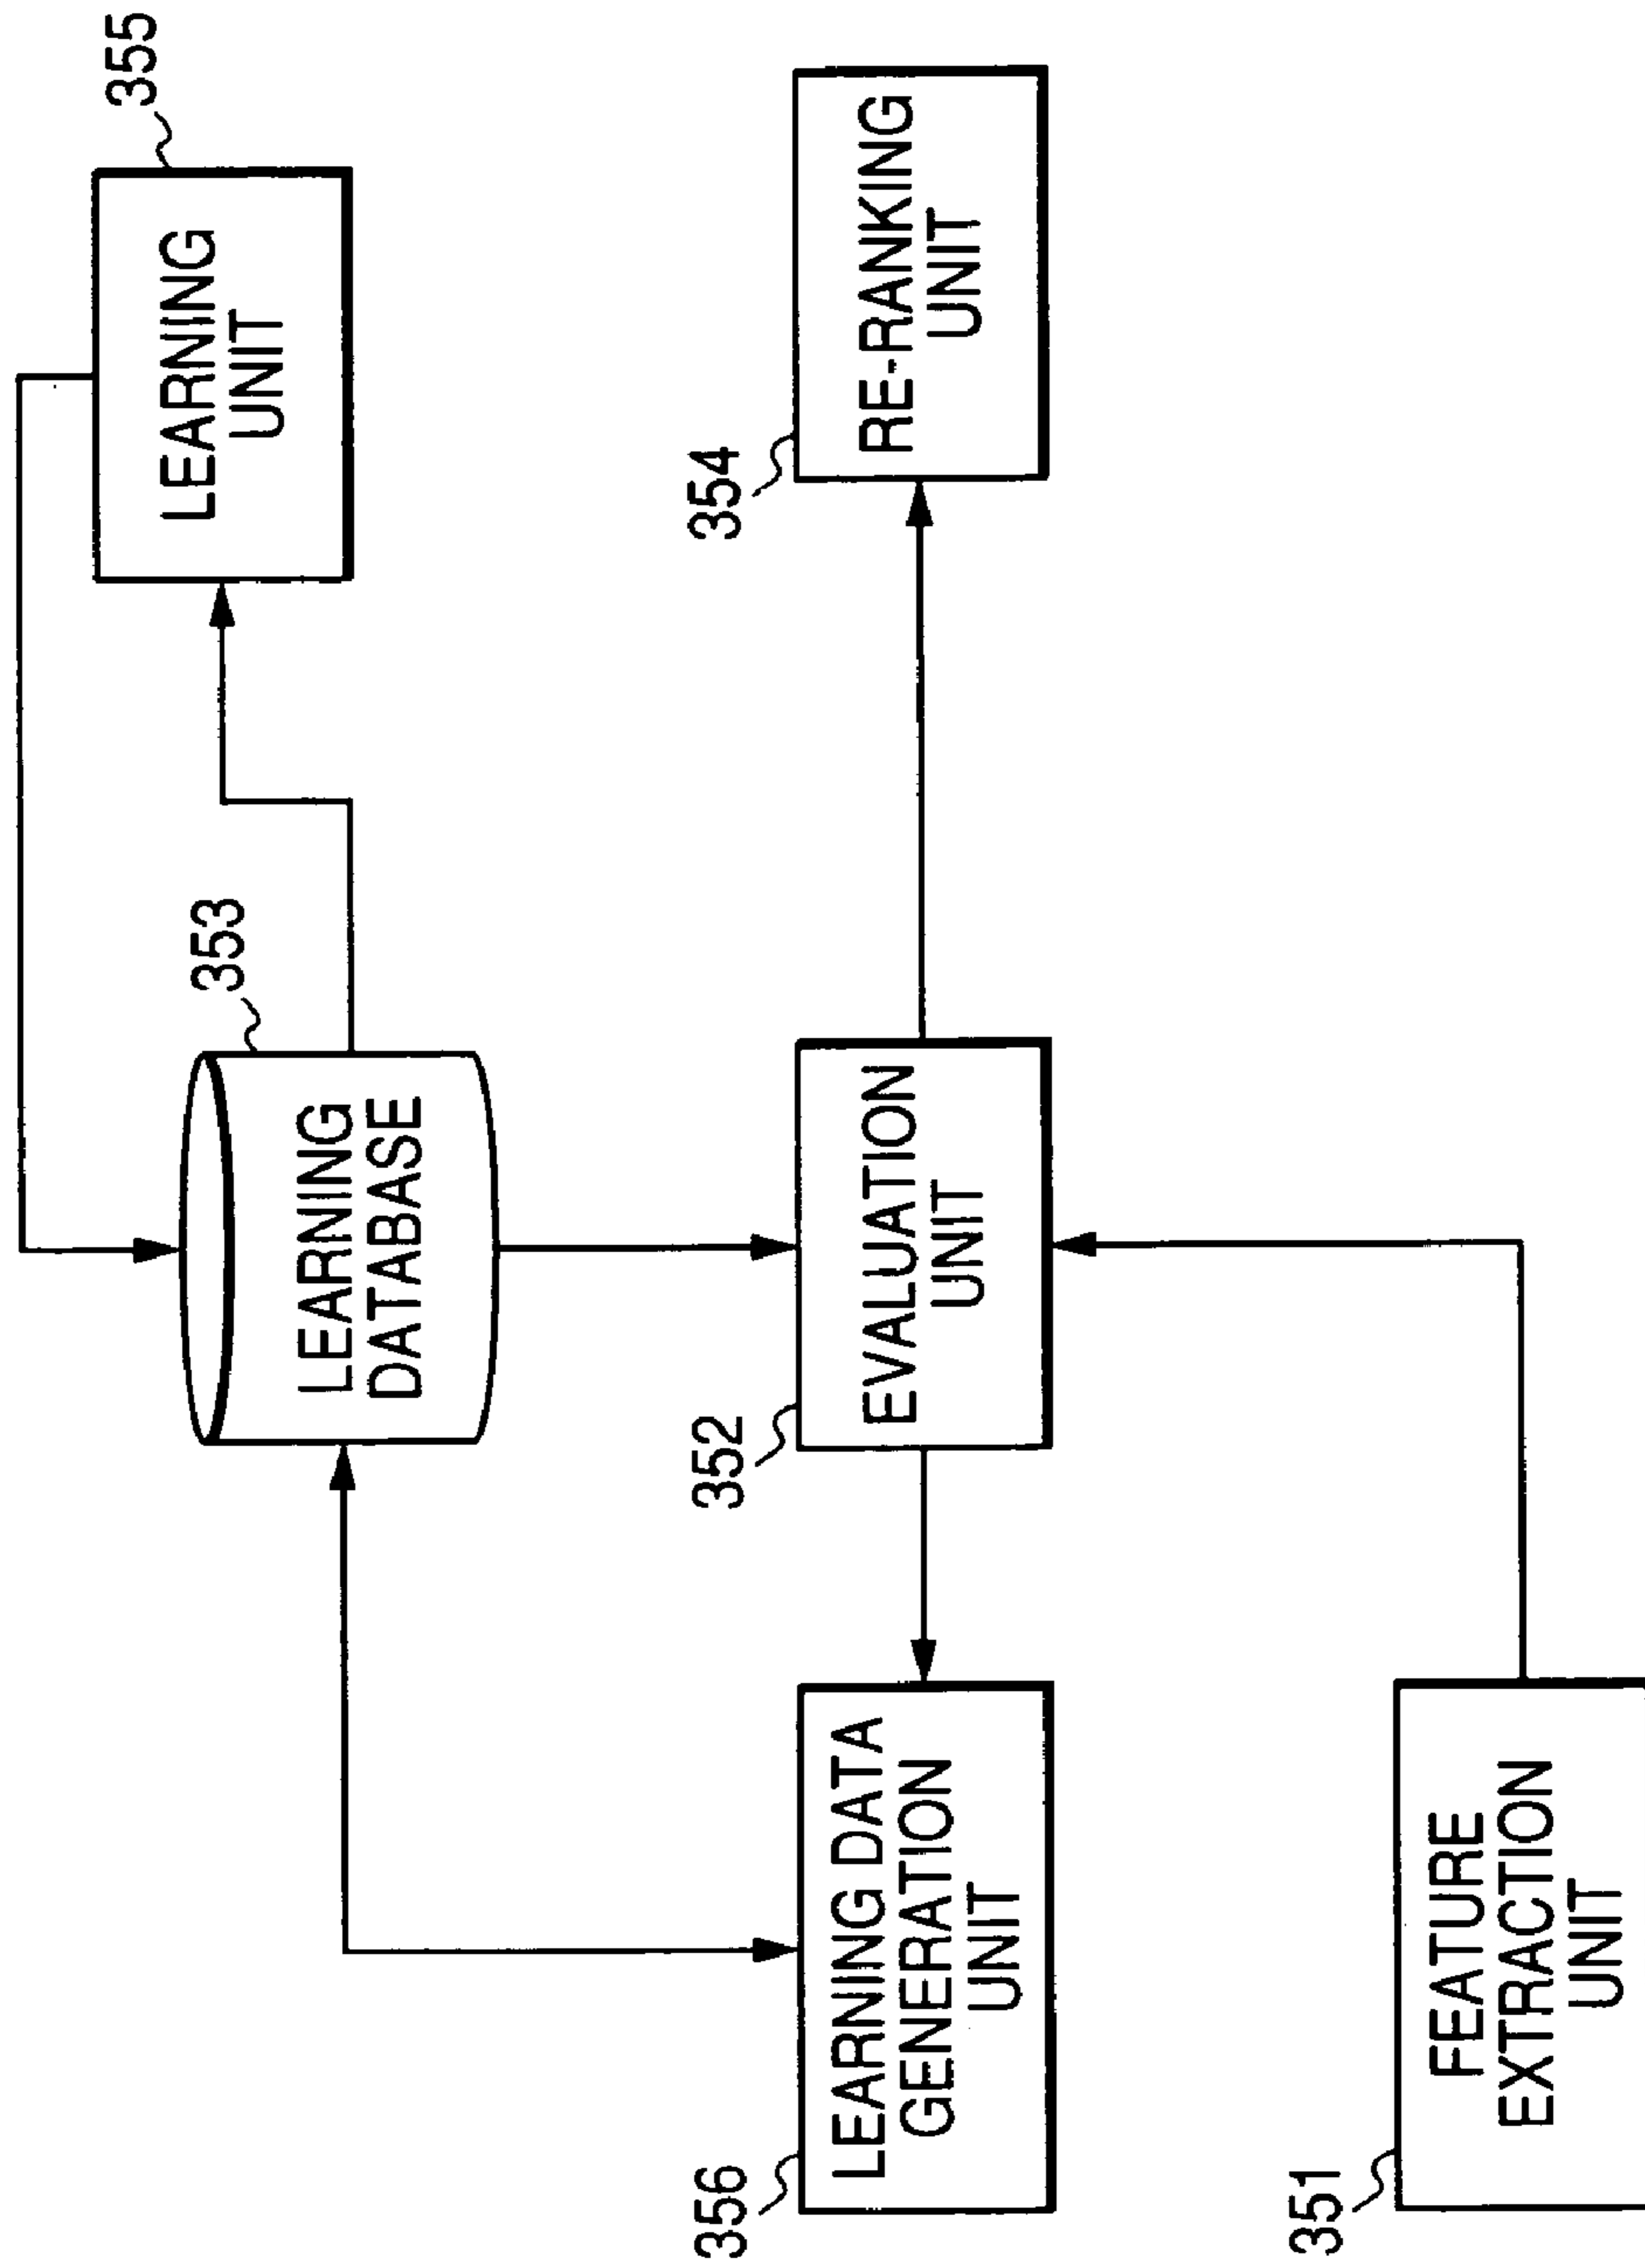 355
LEARNING
UNIT
353
LEARNING
DATABASE
354
RE-RANKING
UNIT
352
EVALUATION
UNIT
356
LEARNING DATA
GENERATION
UNIT
351
FEATURE
EXTRACTION
UNIT